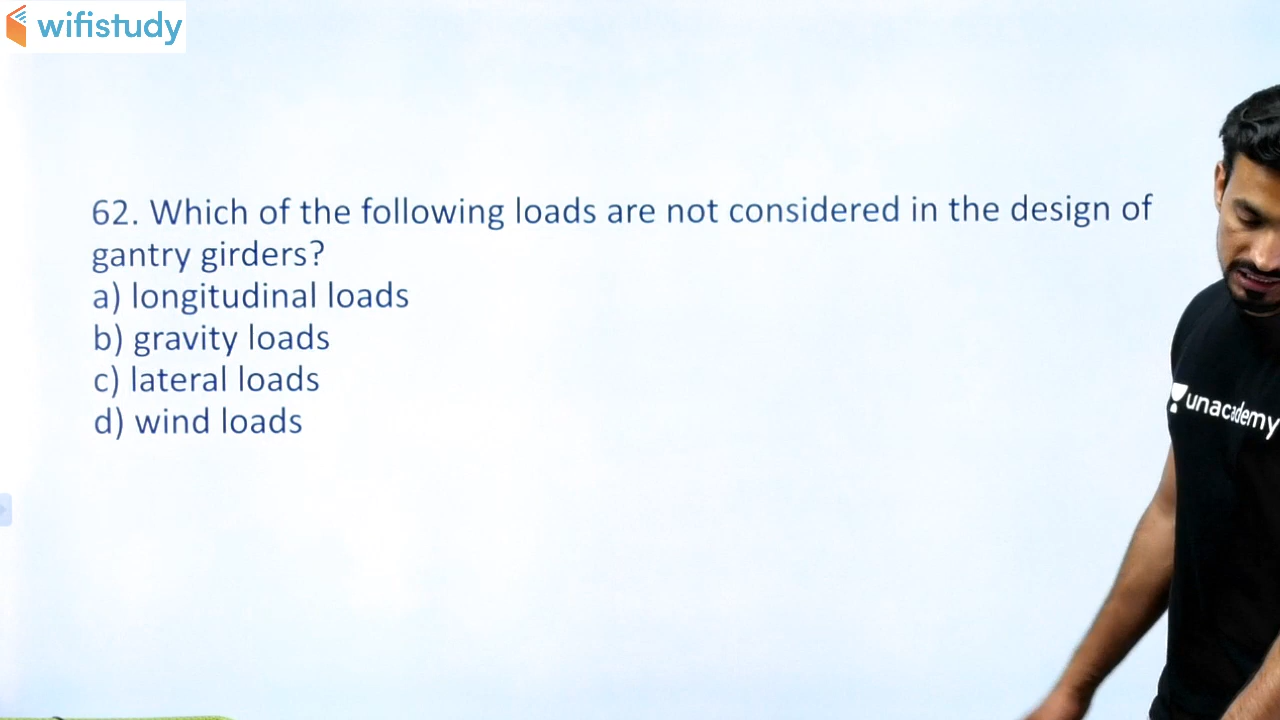 wifistudy
62. Which of the following loads are not considered in the design of
gantry girders?
a) longitudinal loads
b) gravity loads
c) lateral loads
d) wind loads
unacademy